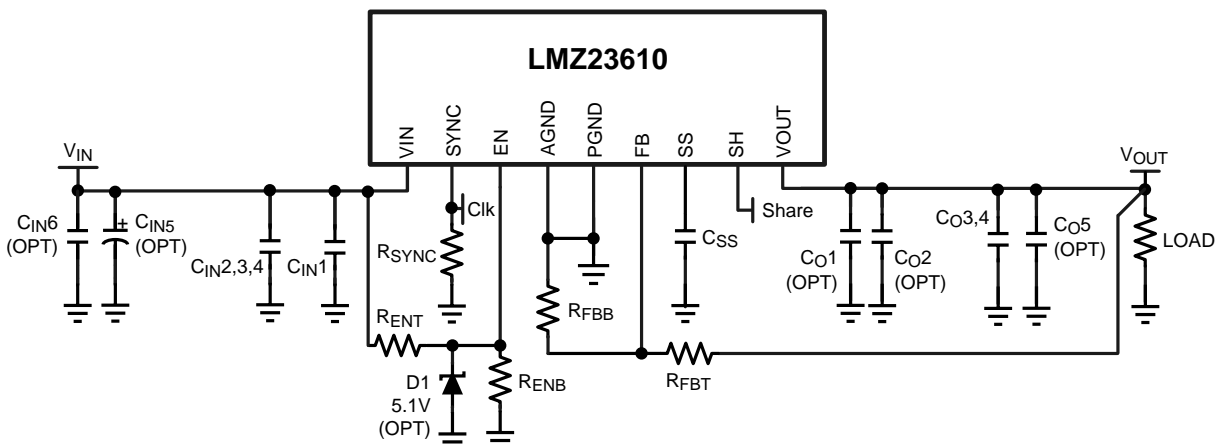 LMZ23610
VIN
SYNC
EN
AGND
PGND
FB
SS
SH
VOUT
VIN
VOUT
CIN6
(OPT)
+
CIN5
(OPT)
CIN2,3,4
CIN1
RSYNC
Clk
CSS
Share
CO1
(OPT)
CO2
(OPT)
CO3,4
CO5
(OPT)
LOAD
RENT
RFBB
D1
5.1V
(OPT)
RENB
RFBT